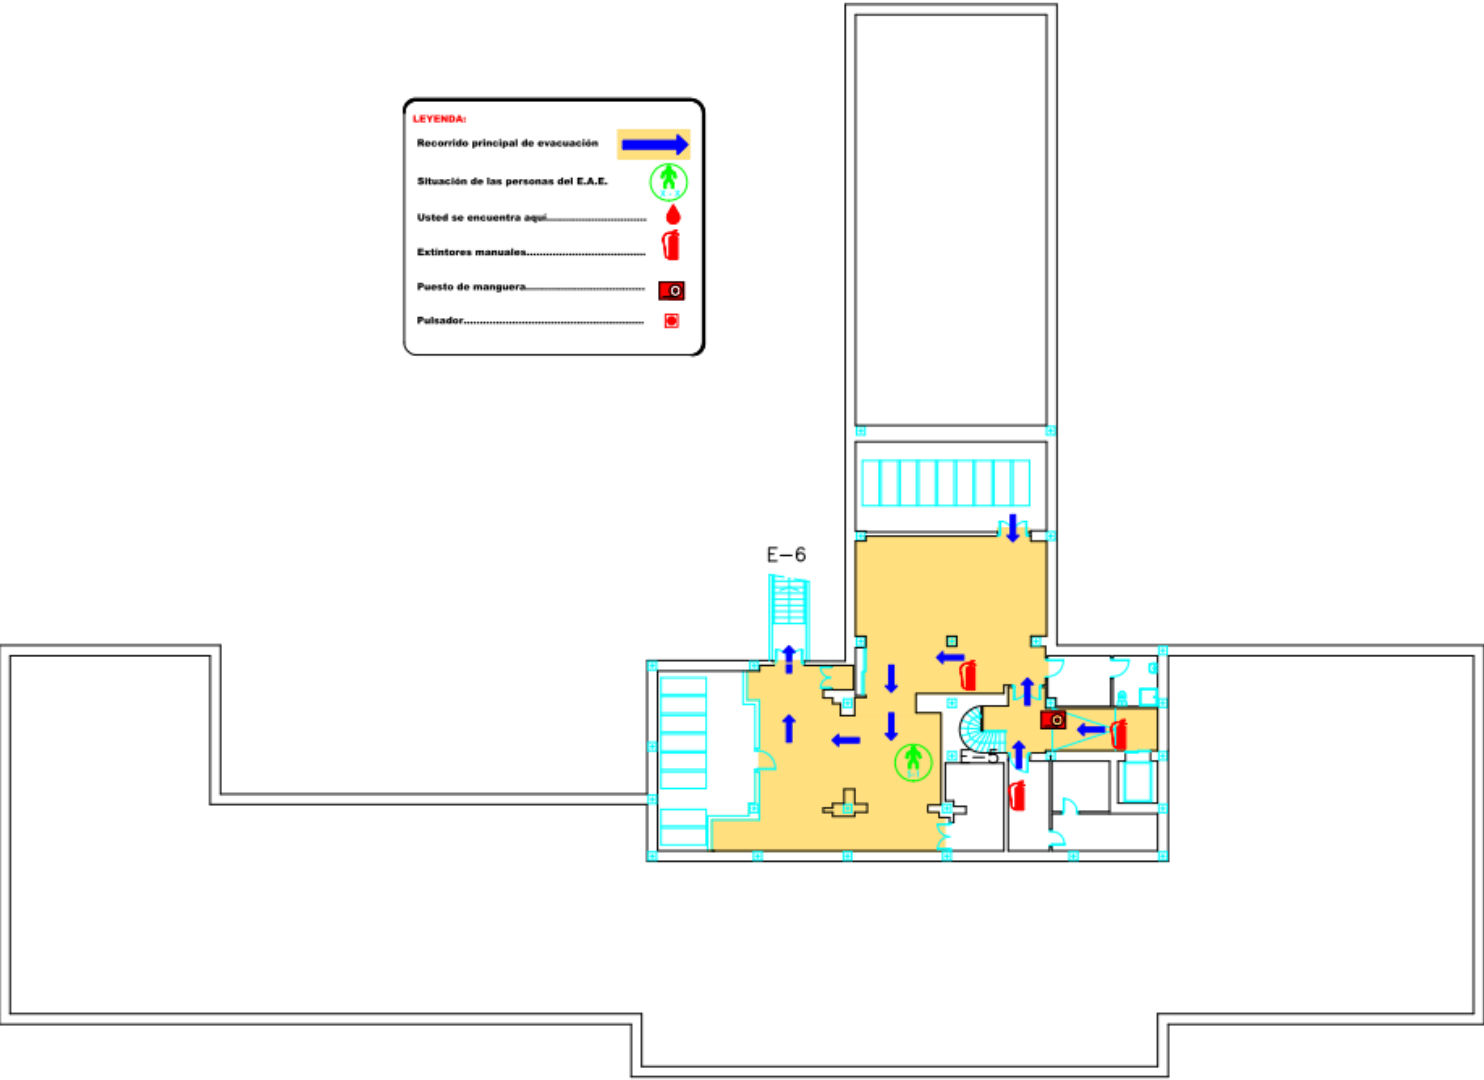 LEYENDA:
Recorrido principal de evacuación
Situación de las personas del E.A.E.
Usted se encuentra aquí
Extintores manuales
Puesto de manguera
Pulsador
E-6
E-5